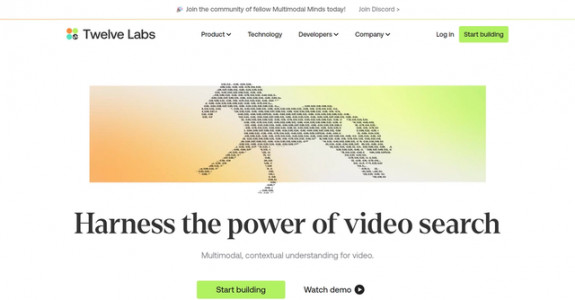 🎉 Join the community of fellow Multimodal Minds today! Join Discord >
Twelve Labs Product Technology Developers Company Log in Start building
Harness the power of video search
Multimodal, contextual understanding for video.
Start building Watch demo